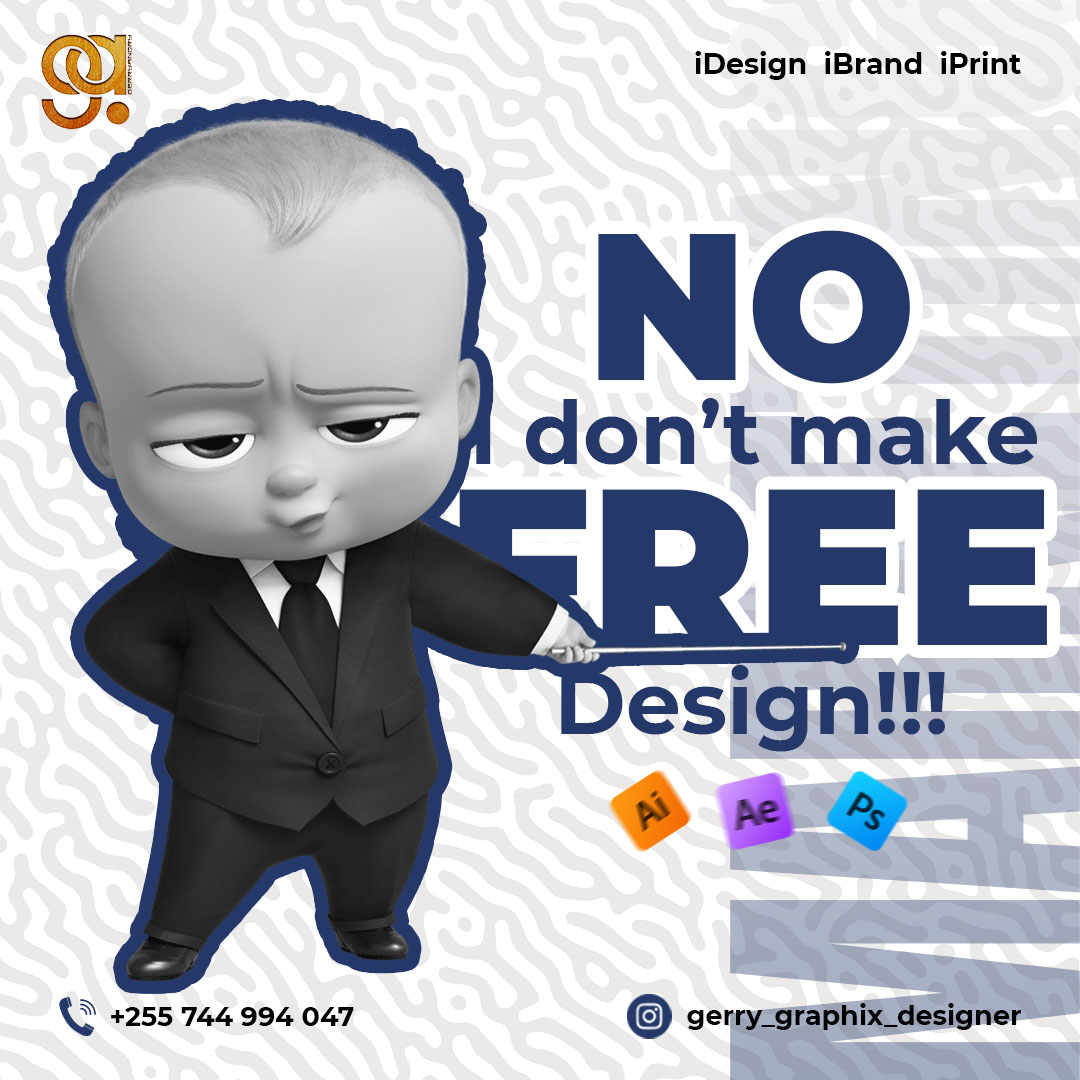 iDesign iBrand iPrint
NO
I don’t make
FREE
Design!!!
Ai Ae Ps
+255 744 994 047
gerry_graphix_designer